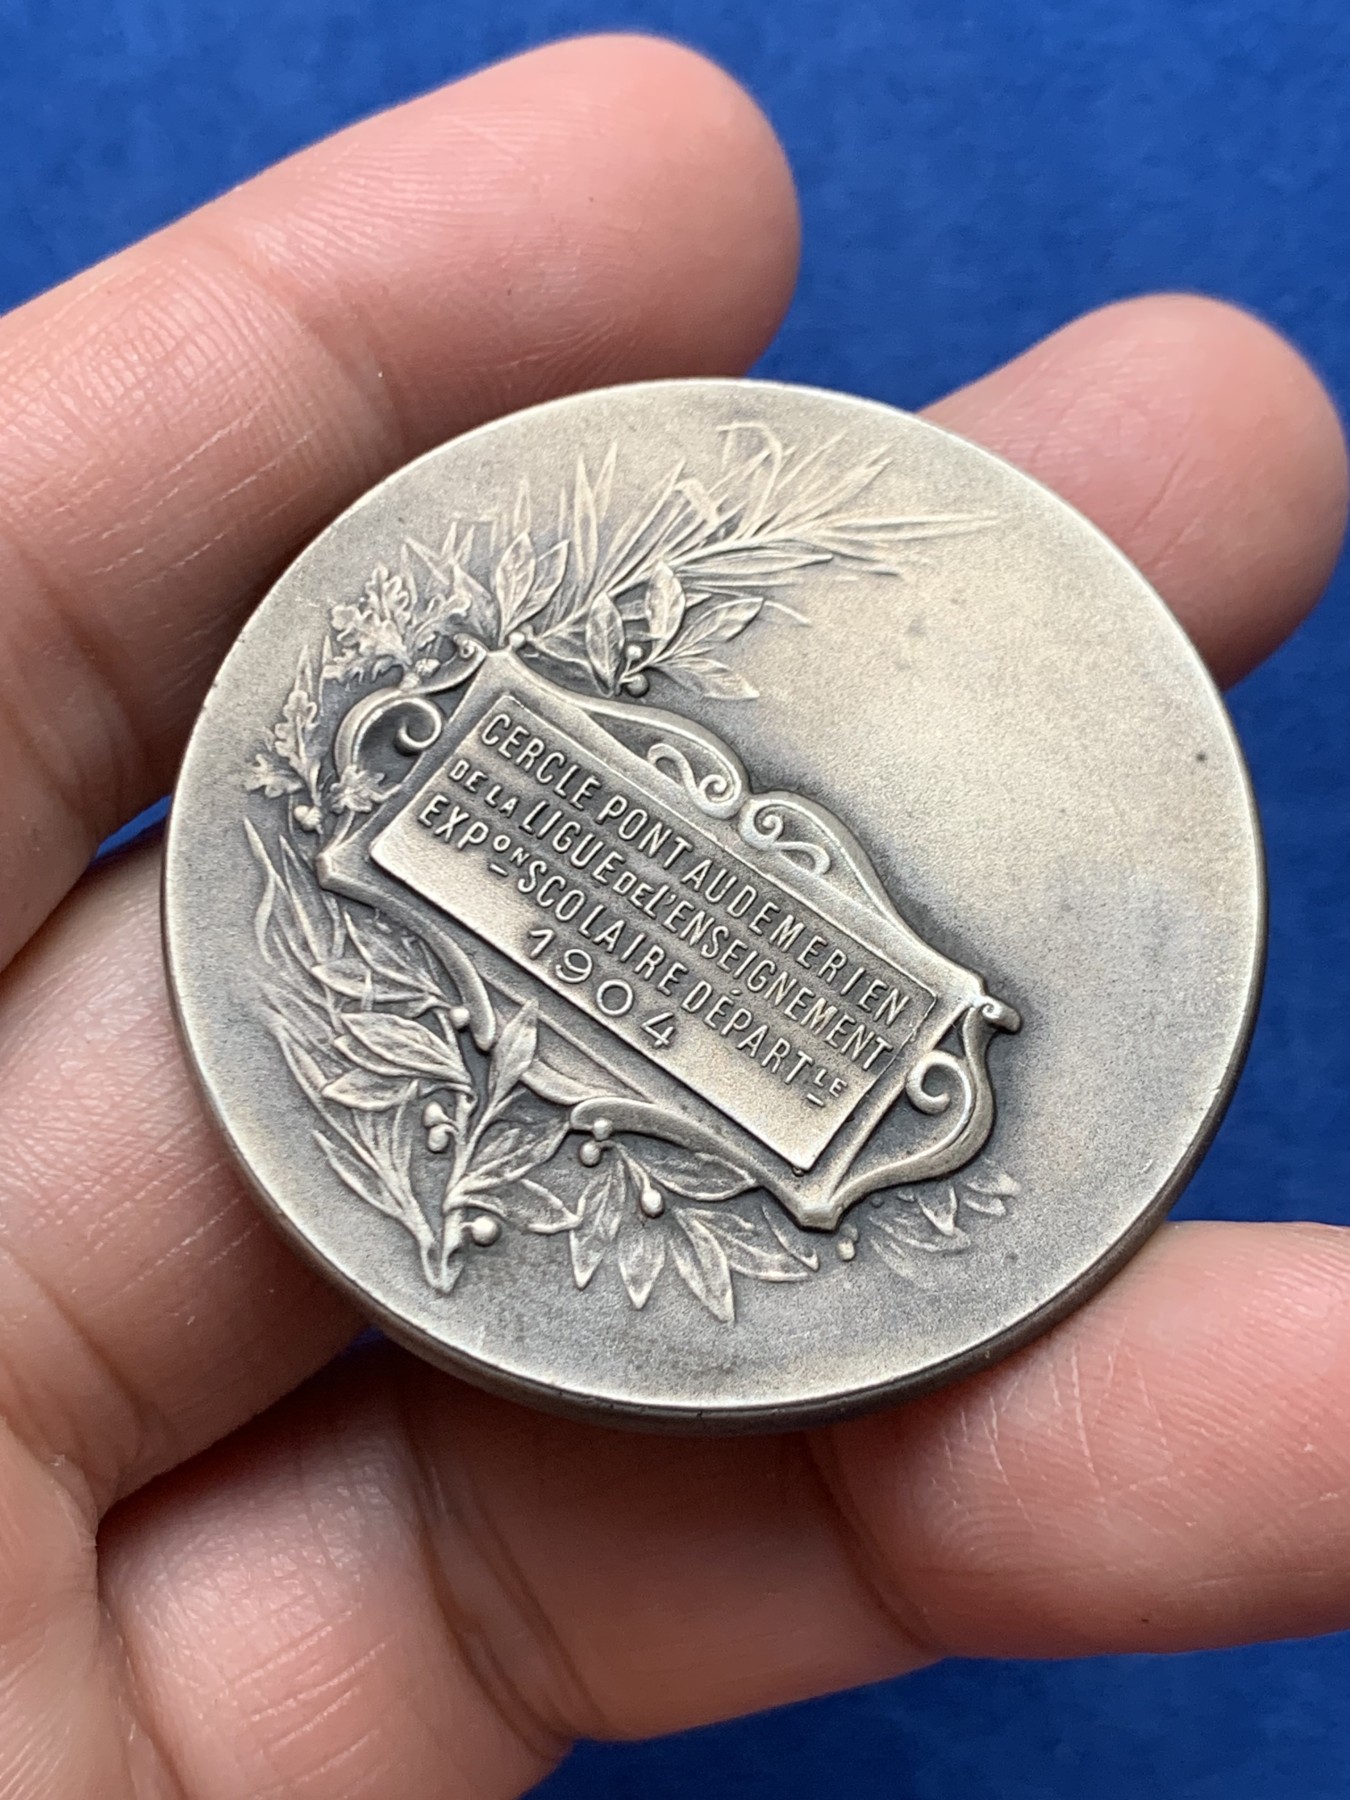 CERCLE PONT AUDEMERIEN
DE LA LIGUE DE L'ENSEIGNEMENT
EXPON SCOLAIRE DÉPARTLE
1904